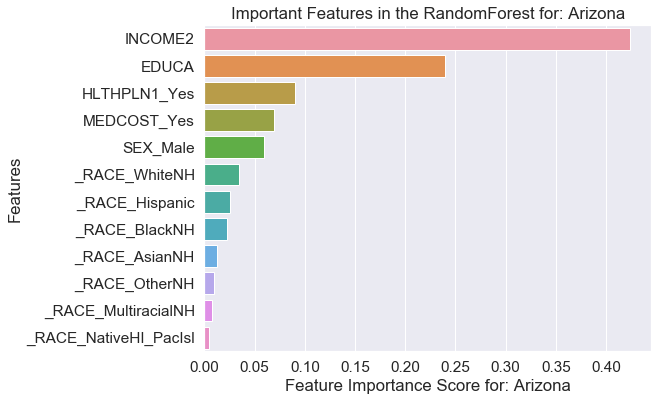 Important Features in the RandomForest for: Arizona
INCOME2
EDUCA
HLTHPLN1_Yes
MEDCOST_Yes
SEX_Male
_RACE_WhiteNH
_RACE_Hispanic
_RACE_BlackNH
_RACE_AsianNH
_RACE_OtherNH
_RACE_MultiracialNH
_RACE_NativeHI_PacIsl
Features
0.00 0.05 0.10 0.15 0.20 0.25 0.30 0.35 0.40
Feature Importance Score for: Arizona